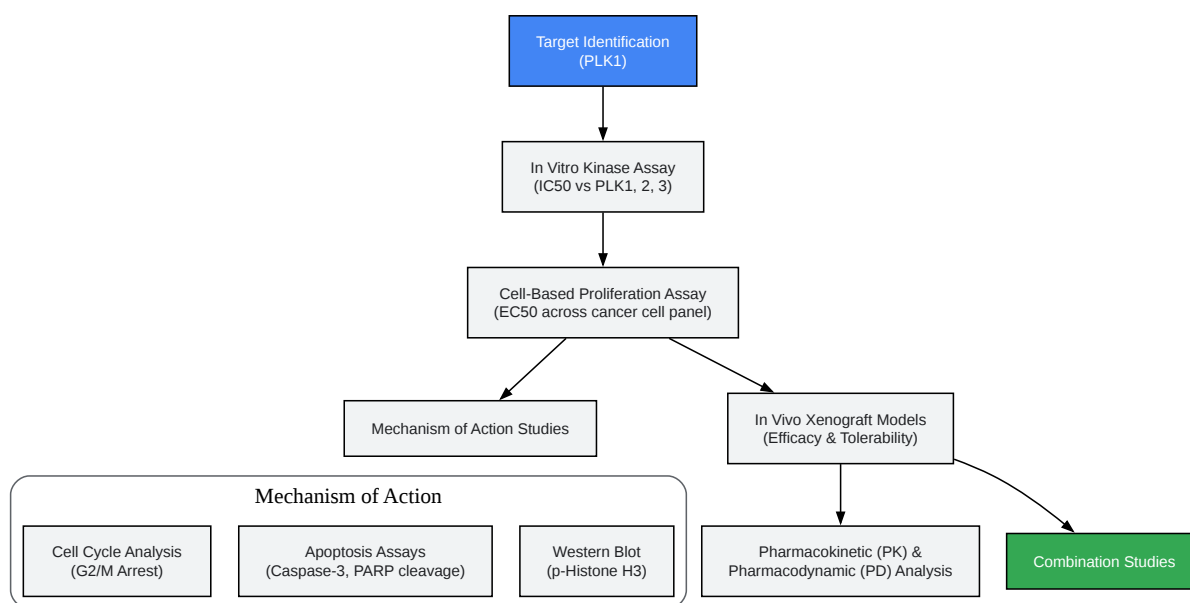 Target Identification
(PLK1)
In Vitro Kinase Assay
(IC50 vs PLK1, 2, 3)
Cell-Based Proliferation Assay
(EC50 across cancer cell panel)
Mechanism of Action Studies
In Vivo Xenograft Models
(Efficacy & Tolerability)
Mechanism of Action
Cell Cycle Analysis
(G2/M Arrest)
Apoptosis Assays
(Caspase-3, PARP cleavage)
Western Blot
(p-Histone H3)
Pharmacokinetic (PK) &
Pharmacodynamic (PD) Analysis
Combination Studies